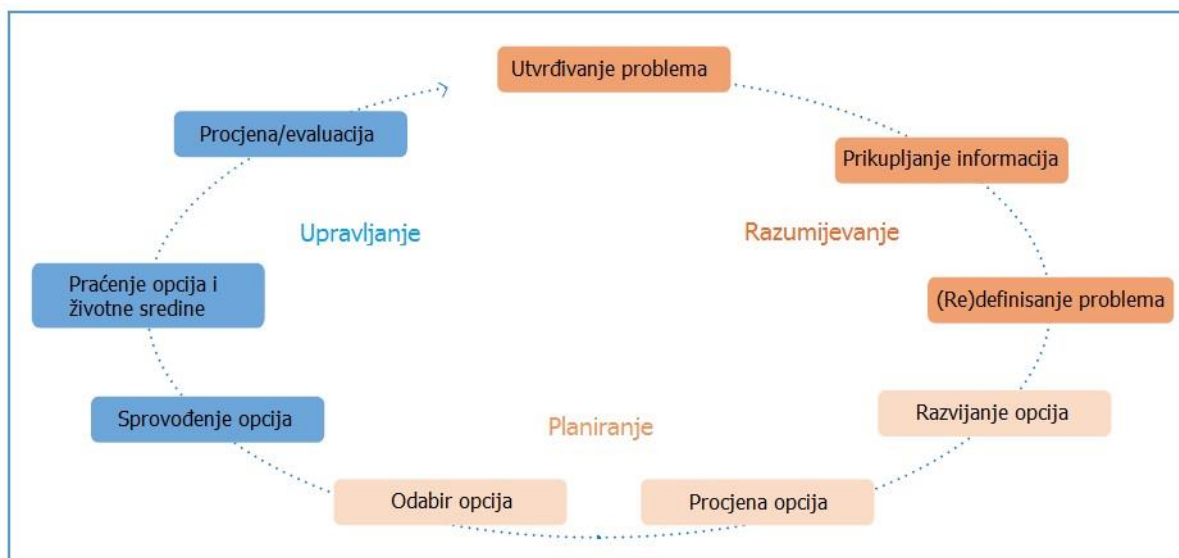 Utvrđivanje problema
Prikupljanje informacija
(Re)definisanje problema
Razvijanje opcija
Procjena opcija
Odabir opcija
Sprovođenje opcija
Praćenje opcija i
životne sredine
Procjena/evaluacija
Upravljanje
Razumijevanje
Planiranje